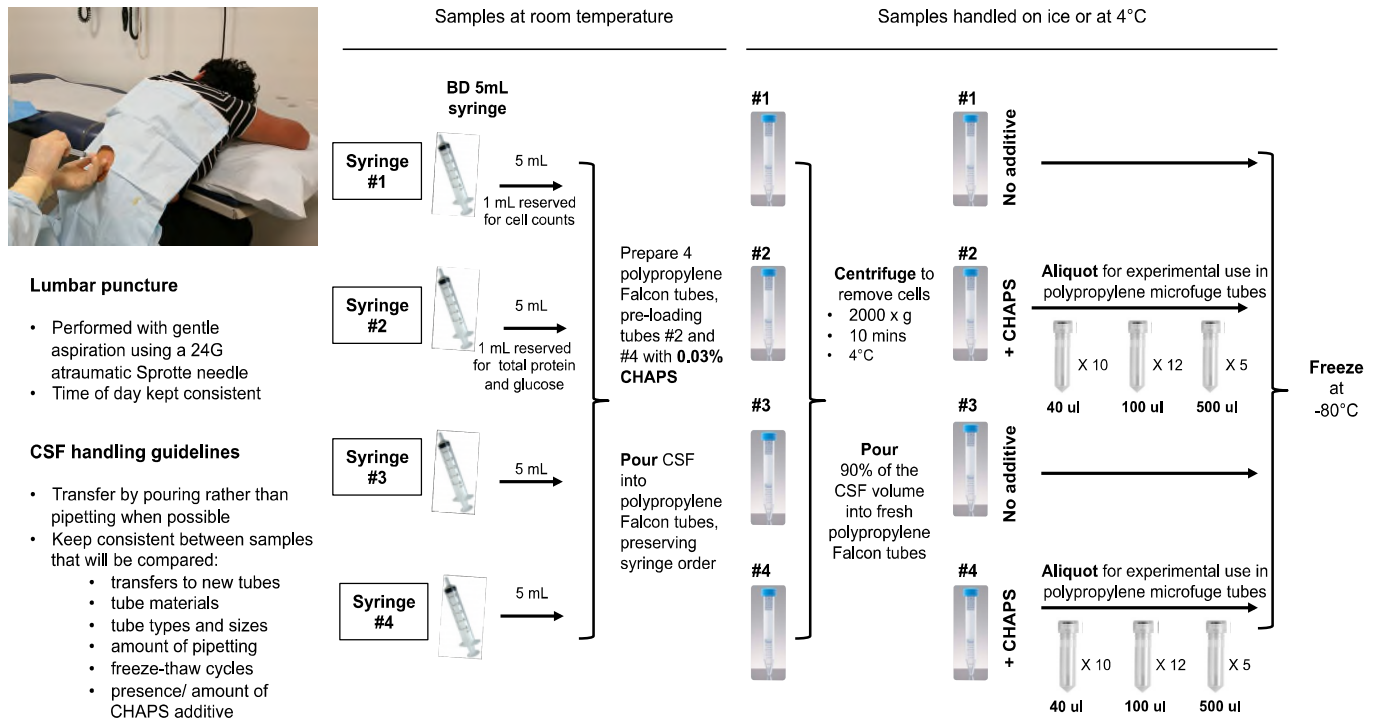 Samples at room temperature
Samples handled on ice or at 4°C
Lumbar puncture
• Performed with gentle
aspiration using a 24G
atraumatic Sprotte needle
• Time of day kept consistent
CSF handling guidelines
• Transfer by pouring rather than
pipetting when possible
• Keep consistent between samples
that will be compared:
• transfers to new tubes
• tube materials
• tube types and sizes
• amount of pipetting
• freeze-thaw cycles
• presence/ amount of
CHAPS additive
BD 5mL
syringe
Syringe
#1
5 mL
1 mL reserved
for cell counts
Syringe
#2
5 mL
1 mL reserved
for total protein
and glucose
Syringe
#3
5 mL
Syringe
#4
5 mL
Prepare 4
polypropylene
Falcon tubes,
pre-loading
tubes #2 and
#4 with 0.03%
CHAPS
Pour CSF
into
polypropylene
Falcon tubes,
preserving
syringe order
#1
#2
#3
#4
Centrifuge to
remove cells
• 2000 x g
• 10 mins
• 4°C
Pour
90% of the
CSF volume
into fresh
polypropylene
Falcon tubes
#1
No additive
#2
+ CHAPS
Aliquot for experimental use in
polypropylene microfuge tubes
X 10
X 12
X 5
40 ul
100 ul
500 ul
#3
No additive
#4
+ CHAPS
Aliquot for experimental use in
polypropylene microfuge tubes
X 10
X 12
X 5
40 ul
100 ul
500 ul
Freeze
at
-80°C